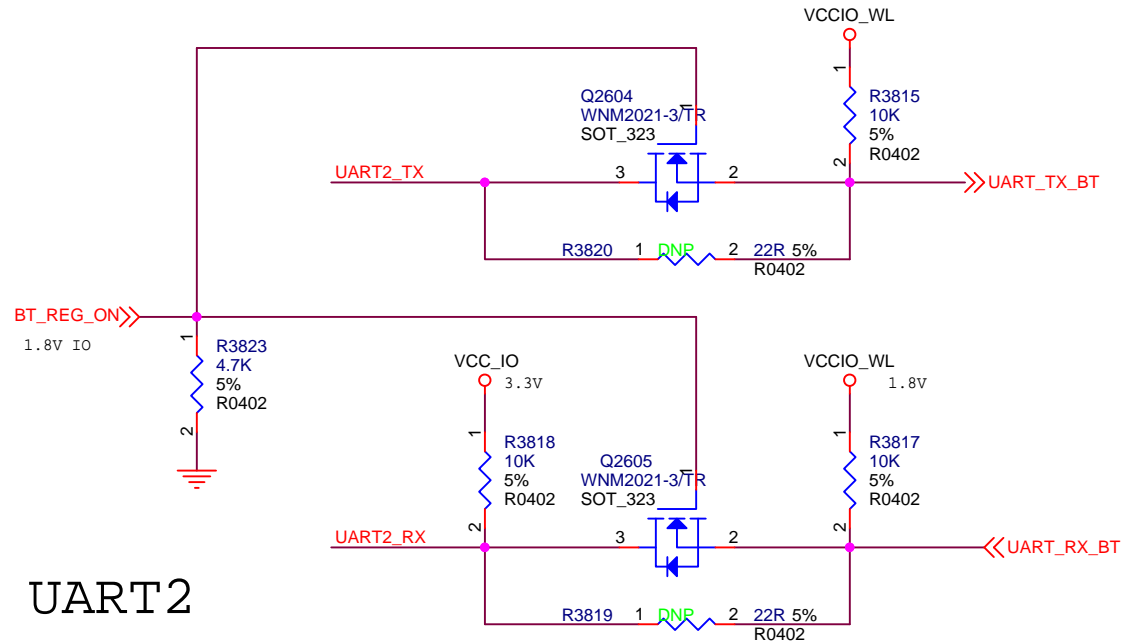 VCCIO_WL
1
R3815
10K
5%
R0402
2
Q2604
WNM2021-3/TR
SOT_323
1
UART2_TX
3
2
UART_TX_BT
R3820
1
DNP
2
22R 5%
R0402
BT_REG_ON
1.8V IO
1
R3823
4.7K
5%
R0402
2
VCC_IO
3.3V
1
R3818
10K
5%
R0402
2
Q2605
WNM2021-3/TR
SOT_323
1
VCCIO_WL
1.8V
1
R3817
10K
5%
R0402
2
UART2_RX
3
2
UART_RX_BT
R3819
1
DNP
2
22R 5%
R0402
UART2